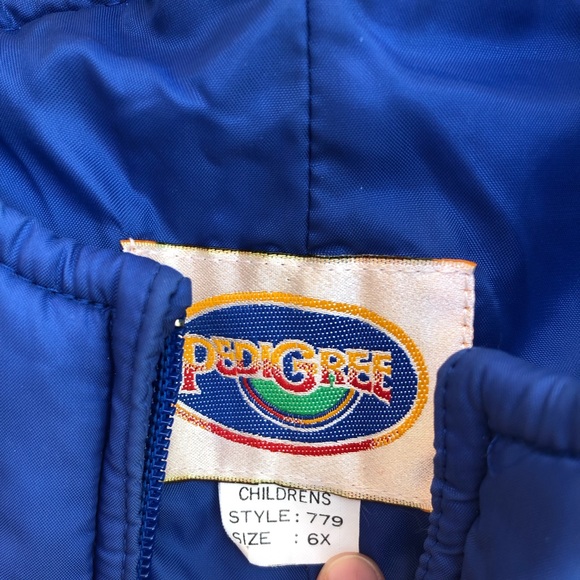 PEDIGREE
CHILDRENS
STYLE: 779
SIZE : 6X